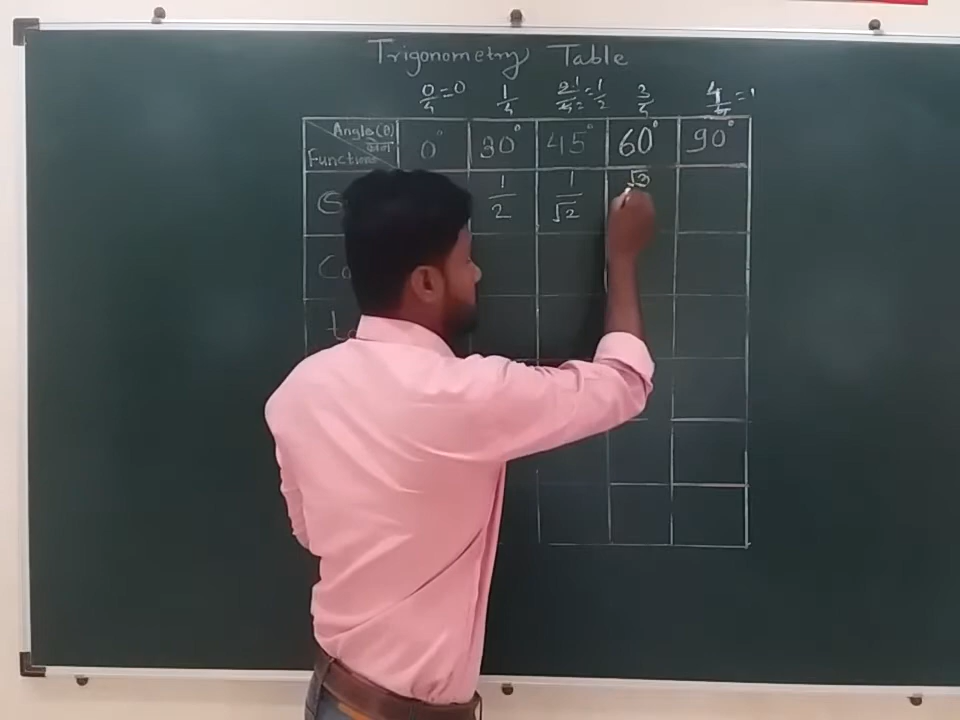 Trigonometry Table
0/4=0 1/4 2/4=1/2 3/4 4/4=1
Angle(θ)
कोण
Function
0° 30° 45° 60° 90°
1/2 1/√2 √3